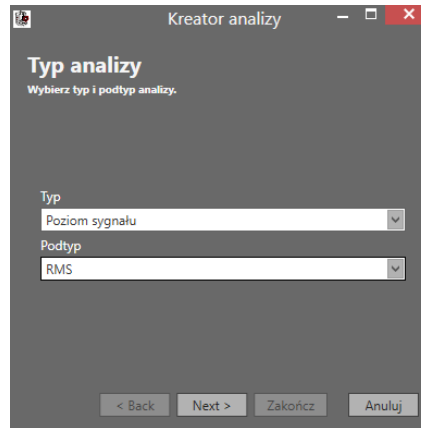 Kreator analizy
Typ analizy
Wybierz typ i podtyp analizy.
Typ
Poziom sygnału
Podtyp
RMS
< Back Next > Zakończ Anuluj